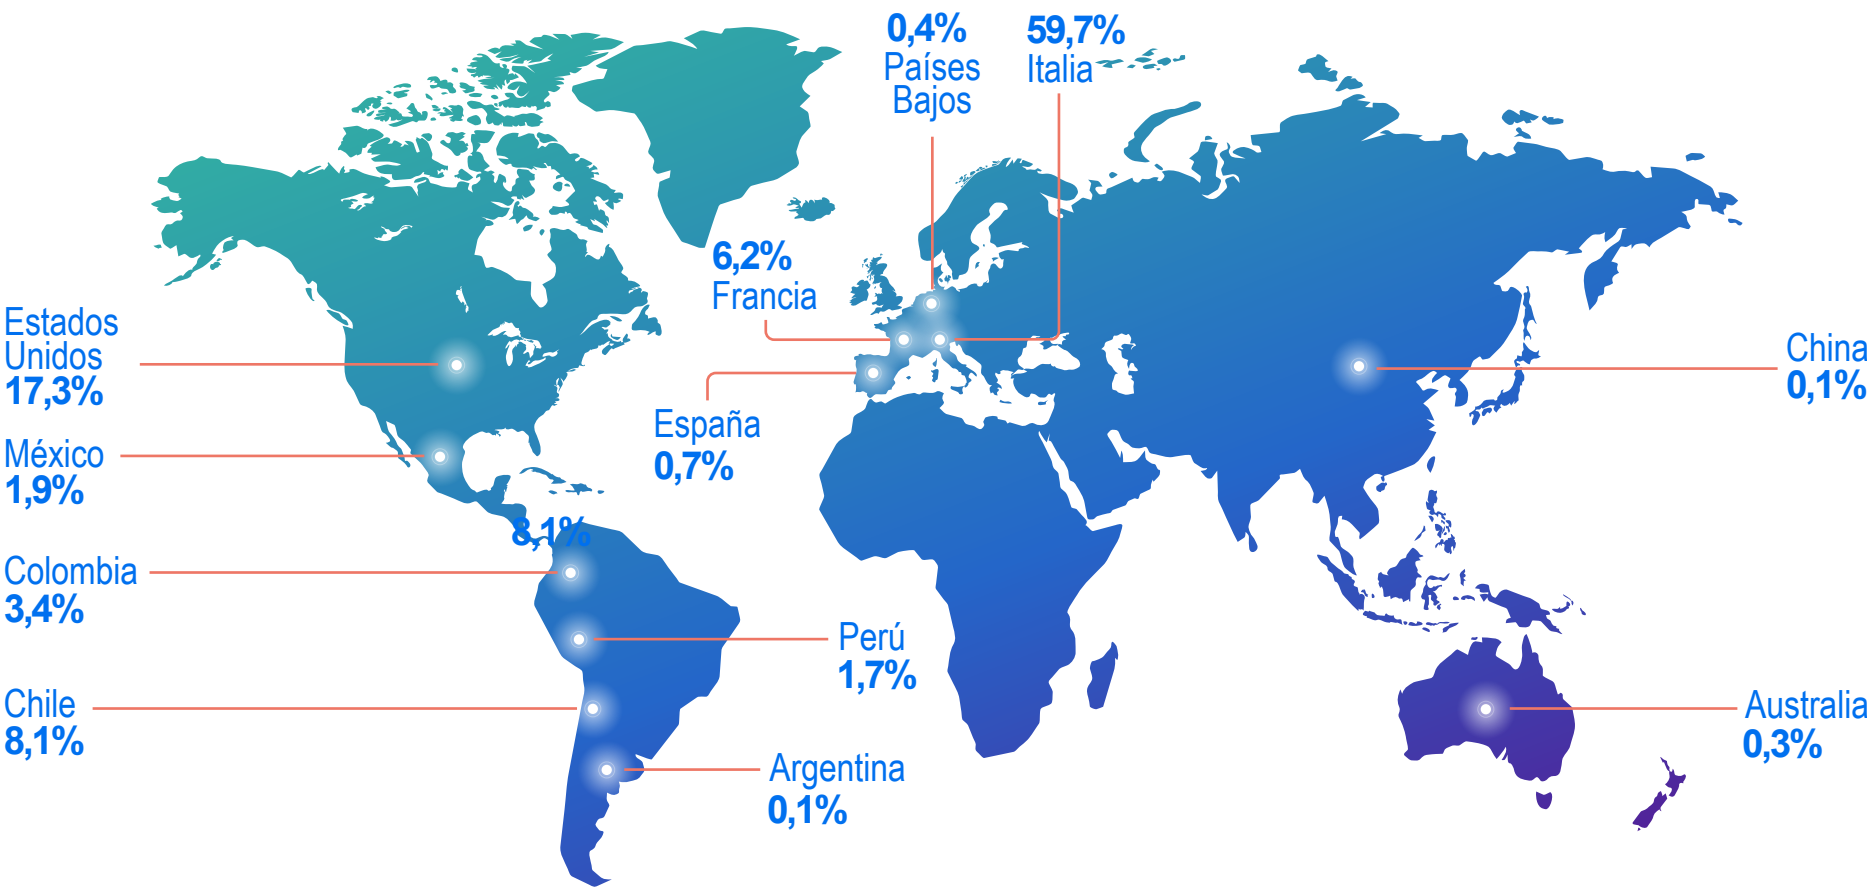 0,4%
Países
Bajos
59,7%
Italia
6,2%
Francia
Estados
Unidos
17,3%
China
0,1%
España
0,7%
México
1,9%
8,1%
Colombia
3,4%
Perú
1,7%
Chile
8,1%
Australia
0,3%
Argentina
0,1%